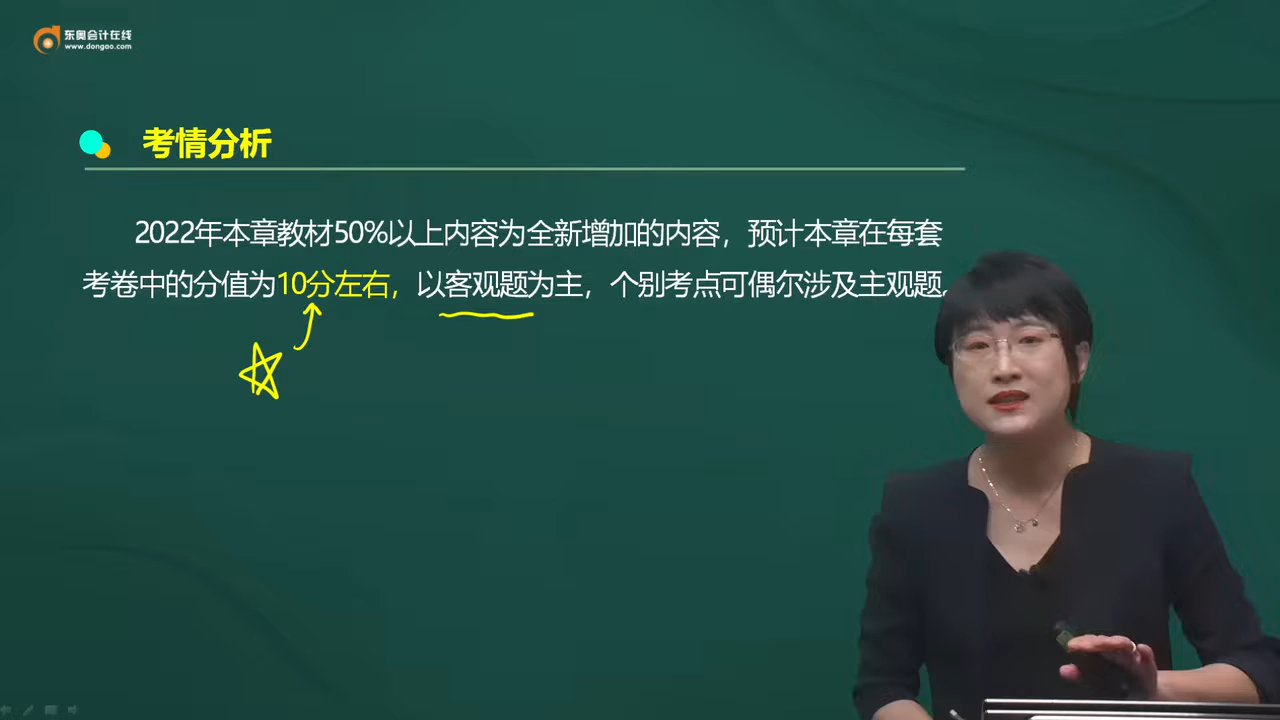 东奥会计在线
www.dongao.com
考情分析
2022年本章教材50%以上内容为全新增加的内容，预计本章在每套
考卷中的分值为10分左右，以客观题为主，个别考点可偶尔涉及主观题.